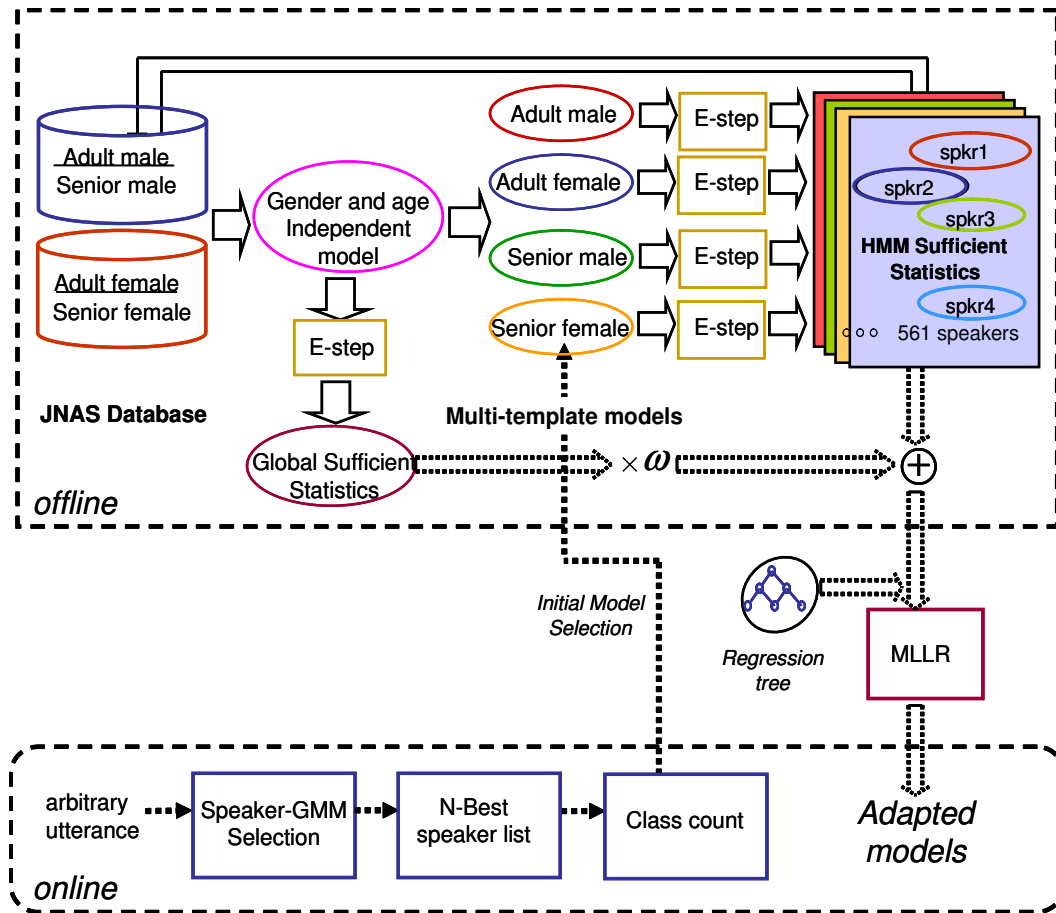 Adult male
Senior male
Adult female
Senior female
JNAS Database
Gender and age
Independent
model
E-step
Global Sufficient
Statistics
Adult male
Adult female
Senior male
Senior female
Multi-template models
E-step
E-step
E-step
E-step
spkr1
spkr2
spkr3
HMM Sufficient
Statistics
spkr4
561 speakers
× ω
+
offline
Initial Model
Selection
Regression
tree
MLLR
arbitrary
utterance
Speaker-GMM
Selection
N-Best
speaker list
Class count
Adapted
models
online